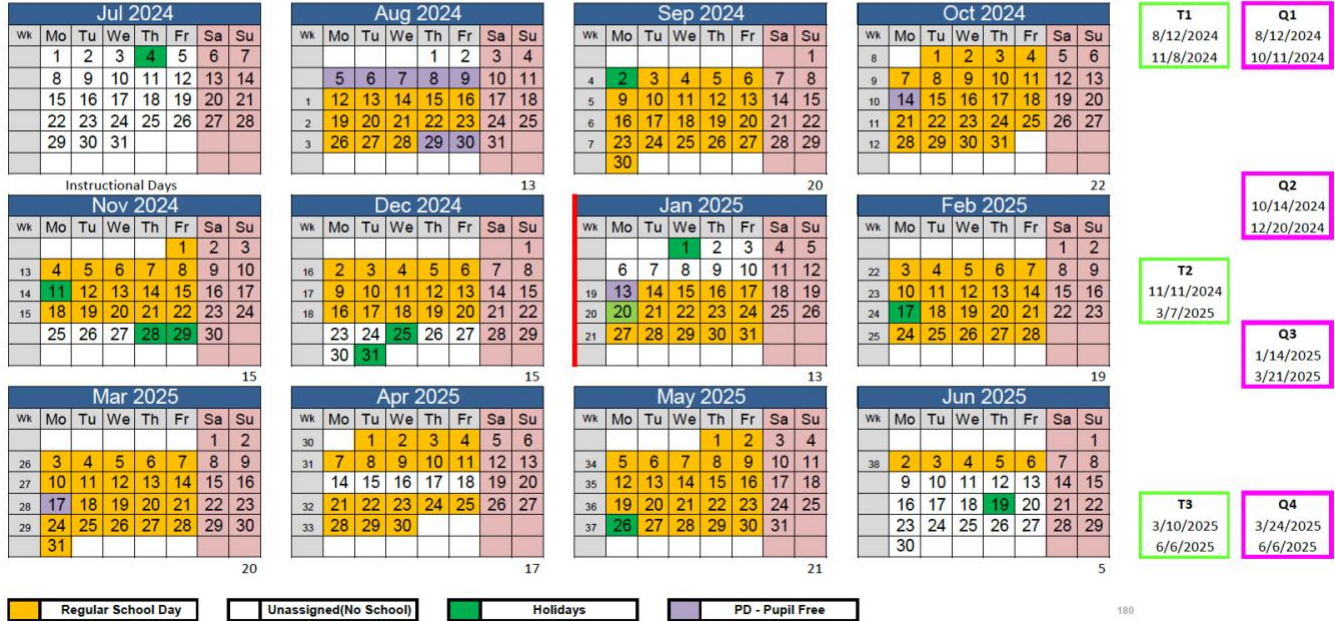 Jul 2024
Wk Mo Tu We Th Fr Sa Su
1 2 3 4 5 6 7
8 9 10 11 12 13 14
15 16 17 18 19 20 21
22 23 24 25 26 27 28
29 30 31
Instructional Days
Aug 2024
Wk Mo Tu We Th Fr Sa Su
1 2 3 4
5 6 7 8 9 10 11
1 12 13 14 15 16 17 18
2 19 20 21 22 23 24 25
3 26 27 28 29 30 31
13
Sep 2024
Wk Mo Tu We Th Fr Sa Su
1
4 2 3 4 5 6 7 8
5 9 10 11 12 13 14 15
6 16 17 18 19 20 21 22
7 23 24 25 26 27 28 29
30
20
Oct 2024
Wk Mo Tu We Th Fr Sa Su
8 1 2 3 4 5 6
9 7 8 9 10 11 12 13
10 14 15 16 17 18 19 20
11 21 22 23 24 25 26 27
12 28 29 30 31
22
T1
8/12/2024
11/8/2024
Q1
8/12/2024
10/11/2024
Q2
10/14/2024
12/20/2024
Nov 2024
Wk Mo Tu We Th Fr Sa Su
1 2 3
13 4 5 6 7 8 9 10
14 11 12 13 14 15 16 17
15 18 19 20 21 22 23 24
25 26 27 28 29 30
15
Dec 2024
Wk Mo Tu We Th Fr Sa Su
1
16 2 3 4 5 6 7 8
17 9 10 11 12 13 14 15
18 16 17 18 19 20 21 22
23 24 25 26 27 28 29
30 31
15
Jan 2025
Wk Mo Tu We Th Fr Sa Su
1 2 3 4 5
6 7 8 9 10 11 12
19 13 14 15 16 17 18 19
20 20 21 22 23 24 25 26
21 27 28 29 30 31
13
Feb 2025
Wk Mo Tu We Th Fr Sa Su
1 2
22 3 4 5 6 7 8 9
23 10 11 12 13 14 15 16
24 17 18 19 20 21 22 23
25 24 25 26 27 28
19
T2
11/11/2024
3/7/2025
Q3
1/14/2025
3/21/2025
Mar 2025
Wk Mo Tu We Th Fr Sa Su
1 2
26 3 4 5 6 7 8 9
27 10 11 12 13 14 15 16
28 17 18 19 20 21 22 23
29 24 25 26 27 28 29 30
31
20
Apr 2025
Wk Mo Tu We Th Fr Sa Su
30 1 2 3 4 5 6
31 7 8 9 10 11 12 13
14 15 16 17 18 19 20
32 21 22 23 24 25 26 27
33 28 29 30
17
May 2025
Wk Mo Tu We Th Fr Sa Su
1 2 3 4
34 5 6 7 8 9 10 11
35 12 13 14 15 16 17 18
36 19 20 21 22 23 24 25
37 26 27 28 29 30 31
21
Jun 2025
Wk Mo Tu We Th Fr Sa Su
1
38 2 3 4 5 6 7 8
9 10 11 12 13 14 15
16 17 18 19 20 21 22
23 24 25 26 27 28 29
30
5
T3
3/10/2025
6/6/2025
Q4
3/24/2025
6/6/2025
Regular School Day
Unassigned(No School)
Holidays
PD - Pupil Free
180